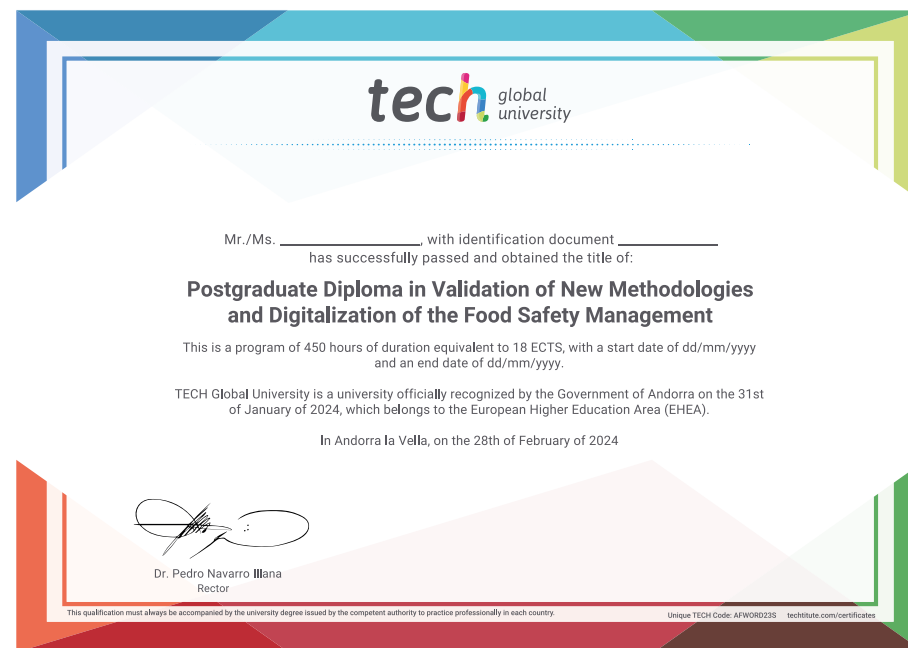 tech global
university
Mr./Ms. ____________________, with identification document ______________
has successfully passed and obtained the title of:
Postgraduate Diploma in Validation of New Methodologies
and Digitalization of the Food Safety Management
This is a program of 450 hours of duration equivalent to 18 ECTS, with a start date of dd/mm/yyyy
and an end date of dd/mm/yyyy.
TECH Global University is a university officially recognized by the Government of Andorra on the 31st
of January of 2024, which belongs to the European Higher Education Area (EHEA).
In Andorra la Vella, on the 28th of February of 2024
Dr. Pedro Navarro Illana
Rector
This qualification must always be accompanied by the university degree issued by the competent authority to practice professionally in each country.
Unique TECH Code: AFWORD23S techtitute.com/certificates